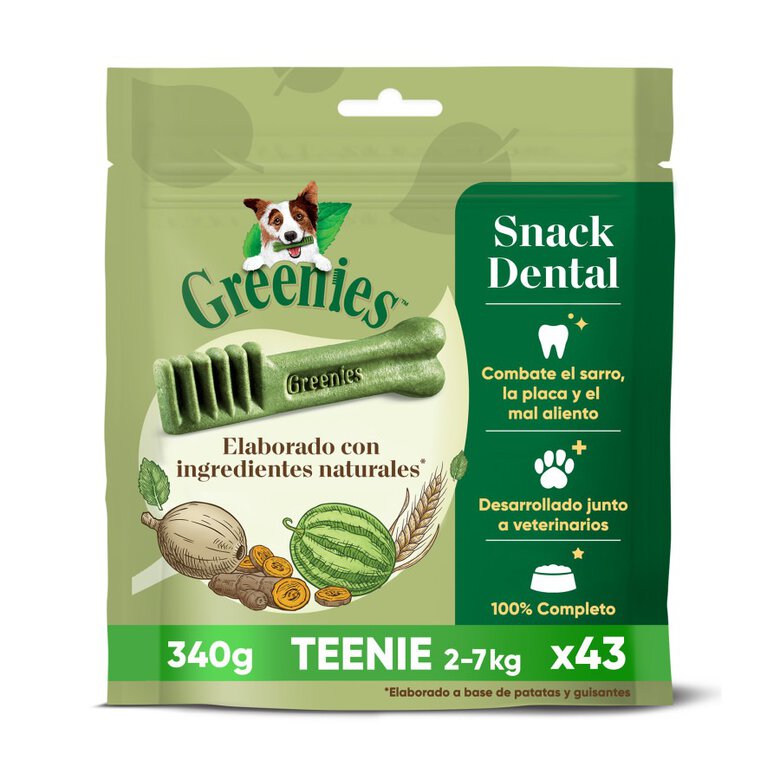 Greenies™
Greenies
Elaborado con
ingredientes naturales*
Snack
Dental
Combate el sarro,
la placa y el
mal aliento
Desarrollado junto
a veterinarios
100% Completo
340g TEENIE 2-7kg x43
*Elaborado a base de patatas y guisantes